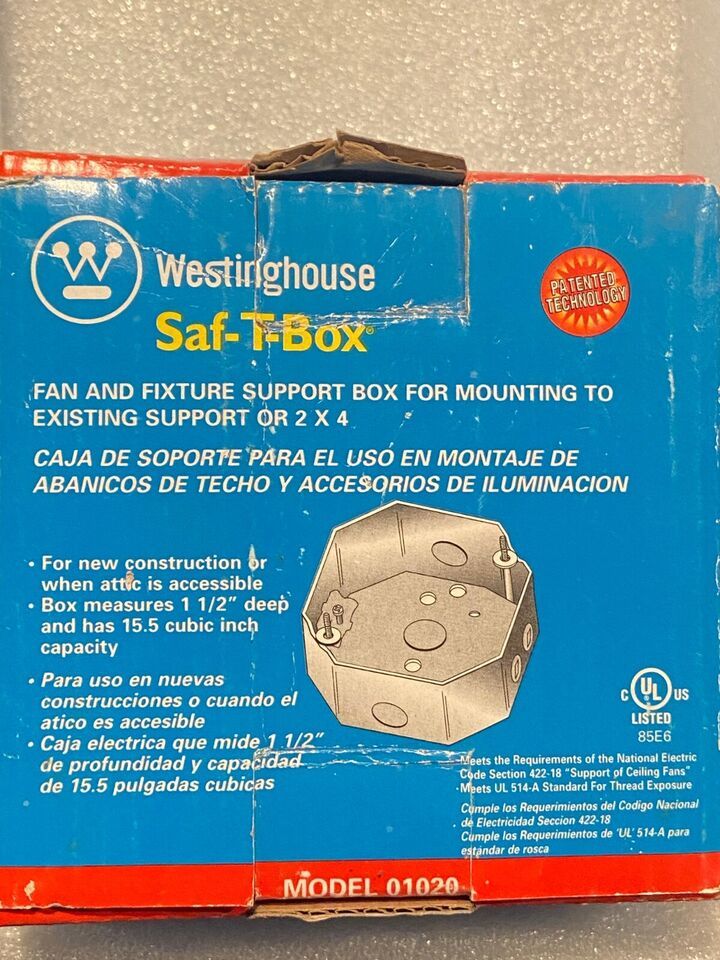 Westinghouse
Saf-T-Box®
PATENTED
TECHNOLOGY
FAN AND FIXTURE SUPPORT BOX FOR MOUNTING TO
EXISTING SUPPORT OR 2 X 4
CAJA DE SOPORTE PARA EL USO EN MONTAJE DE
ABANICOS DE TECHO Y ACCESORIOS DE ILUMINACION
• For new construction or
when attic is accessible
• Box measures 1 1/2" deep
and has 15.5 cubic inch
capacity
• Para uso en nuevas
construcciones o cuando el
atico es accesible
• Caja electrica que mide 1 1/2"
de profundidad y capacidad
de 15.5 pulgadas cubicas
C UL US
LISTED
85E6
Meets the Requirements of the National Electric
Code Section 422-18 "Support of Ceiling Fans"
Meets UL 514-A Standard For Thread Exposure
Cumple los Requerimientos del Codigo Nacional
de Electricidad Seccion 422-18
Cumple los Requerimientos de 'UL' 514-A para
estándar de rosca
MODEL 01020